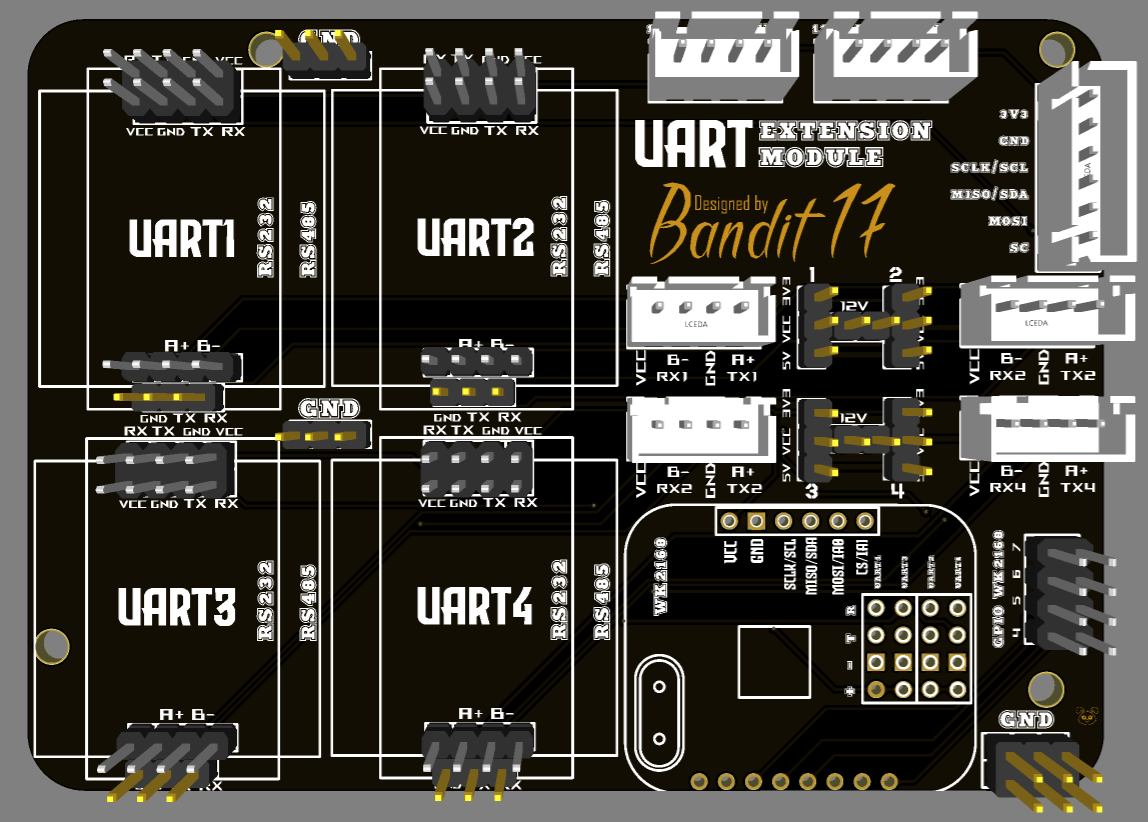 GND
VCC GND TX RX
VCC GND TX RX
UART EXTENSION
MODULE
Designed by
Bandit 17
3V3
GND
SCLK/SCL
MISO/SDA
MOSI
SC
UART1
RS232
RS485
UART2
RS232
RS485
A+ B-
A+ B-
GND TX RX
GND TX RX
RX TX GND VCC
GND
RX TX GND VCC
VCC GND TX RX
VCC GND TX RX
1
2
3V3
12V
5V VCC
LCEDA
LCEDA
VCC
B-
RX1
GND
A+
TX1
VCC
B-
RX2
GND
A+
TX2
3V3
12V
5V VCC
VCC
B-
RX2
GND
A+
TX2
3
4
VCC
B-
RX4
GND
A+
TX4
UART3
RS232
RS485
UART4
RS232
RS485
A+ B-
A+ B-
WK2168
VCC
GND
SCLK/SCL
MISO/SDA
MOSI/IA0
CS/IA1
UART4
UART3
UART2
UART1
R
T
-
+
GPIO WK2168
7
6
5
4
GND